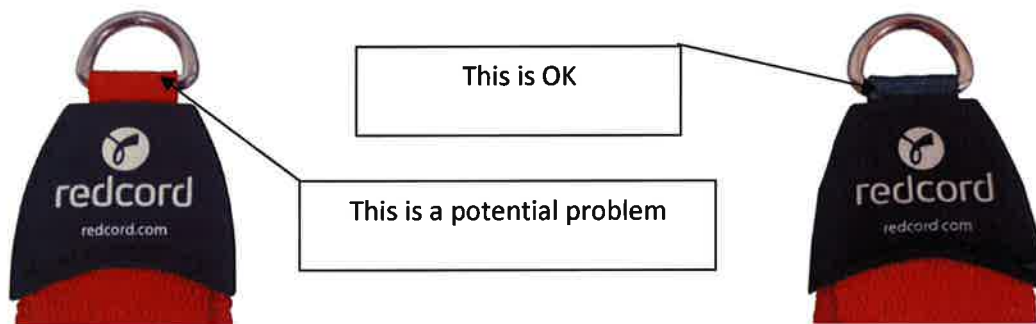 This is OK
This is a potential problem
redcord
redcord.com
redcord
redcord.com